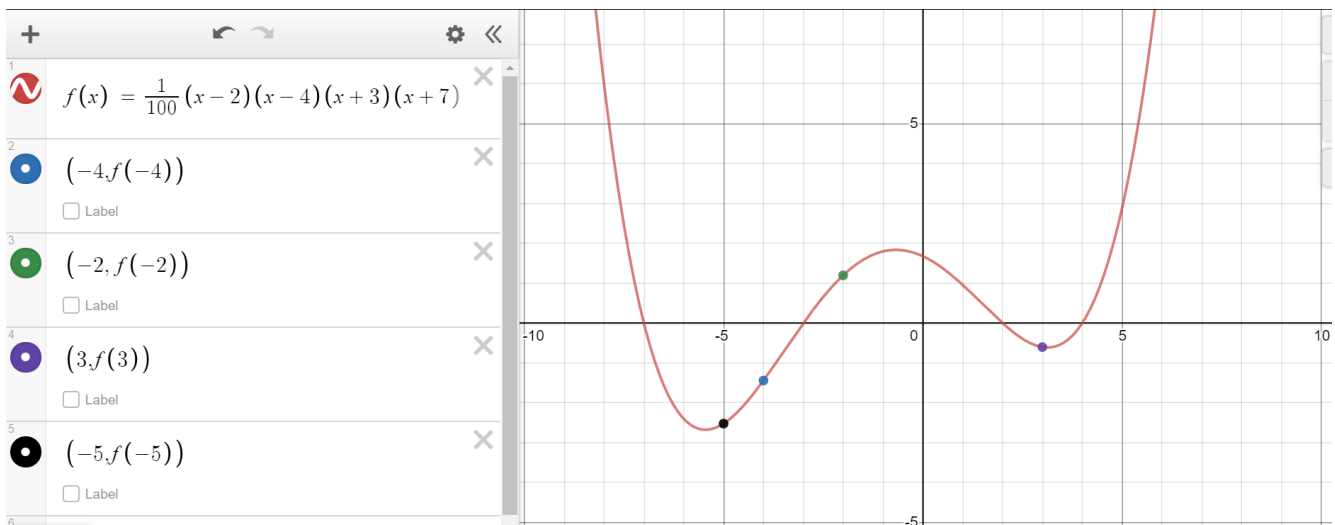 1
f(x) = 1/100 (x−2)(x−4)(x+3)(x+7)
2
(−4,f(−4))
Label
3
(−2, f(−2))
Label
4
(3,f(3))
Label
5
(−5,f(−5))
Label
6
5
-10
-5
0
5
10
-5